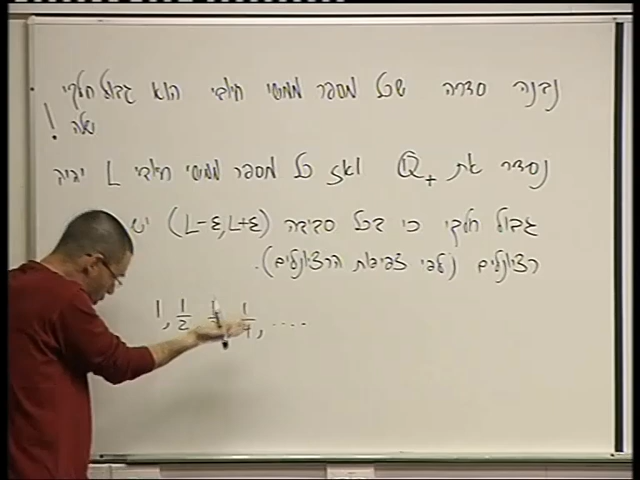 נבנה סדרה שכל מספר ממשי חיובי הוא גבול חלקי
שלה !
נסדר את Q₊ ואז כל מספר ממשי חיובי L יהיה
גבול חלקי כי בכל סביבה (L-ε, L+ε) יש
רציונלים (לפי צפיפות הרציונלים).
1, 1/2 1/4, ....